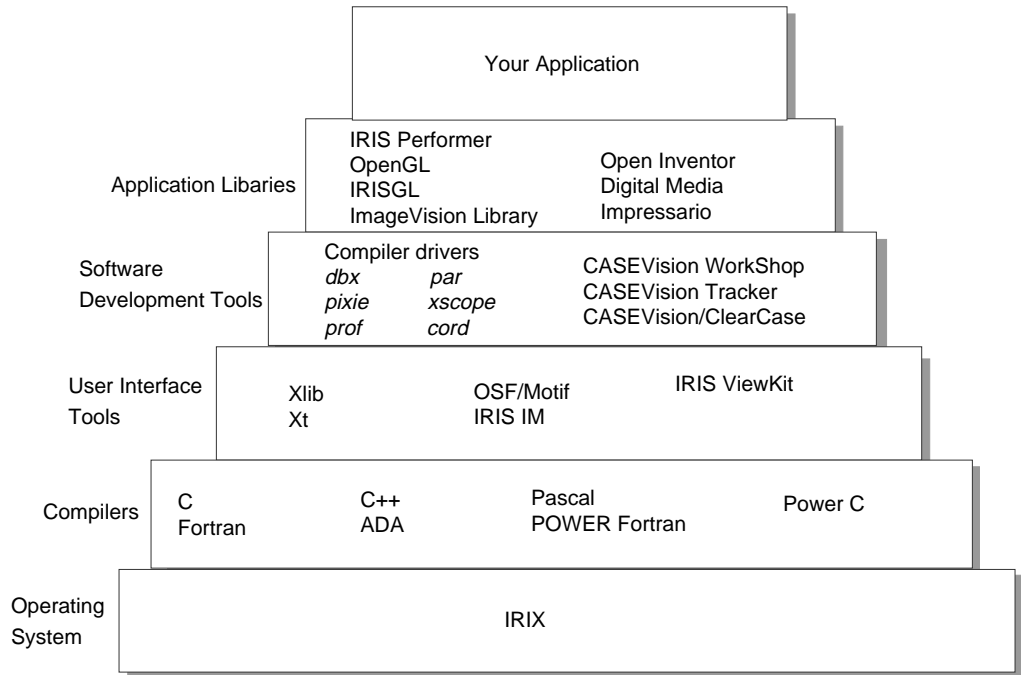 Your Application
Application Libaries
IRIS Performer
OpenGL
IRISGL
ImageVision Library
Open Inventor
Digital Media
Impressario
Software
Development Tools
Compiler drivers
dbx par
pixie xscope
prof cord
CASEVision WorkShop
CASEVision Tracker
CASEVision/ClearCase
User Interface
Tools
Xlib
Xt
OSF/Motif
IRIS IM
IRIS ViewKit
Compilers
C
Fortran
C++
ADA
Pascal
POWER Fortran
Power C
Operating
System
IRIX